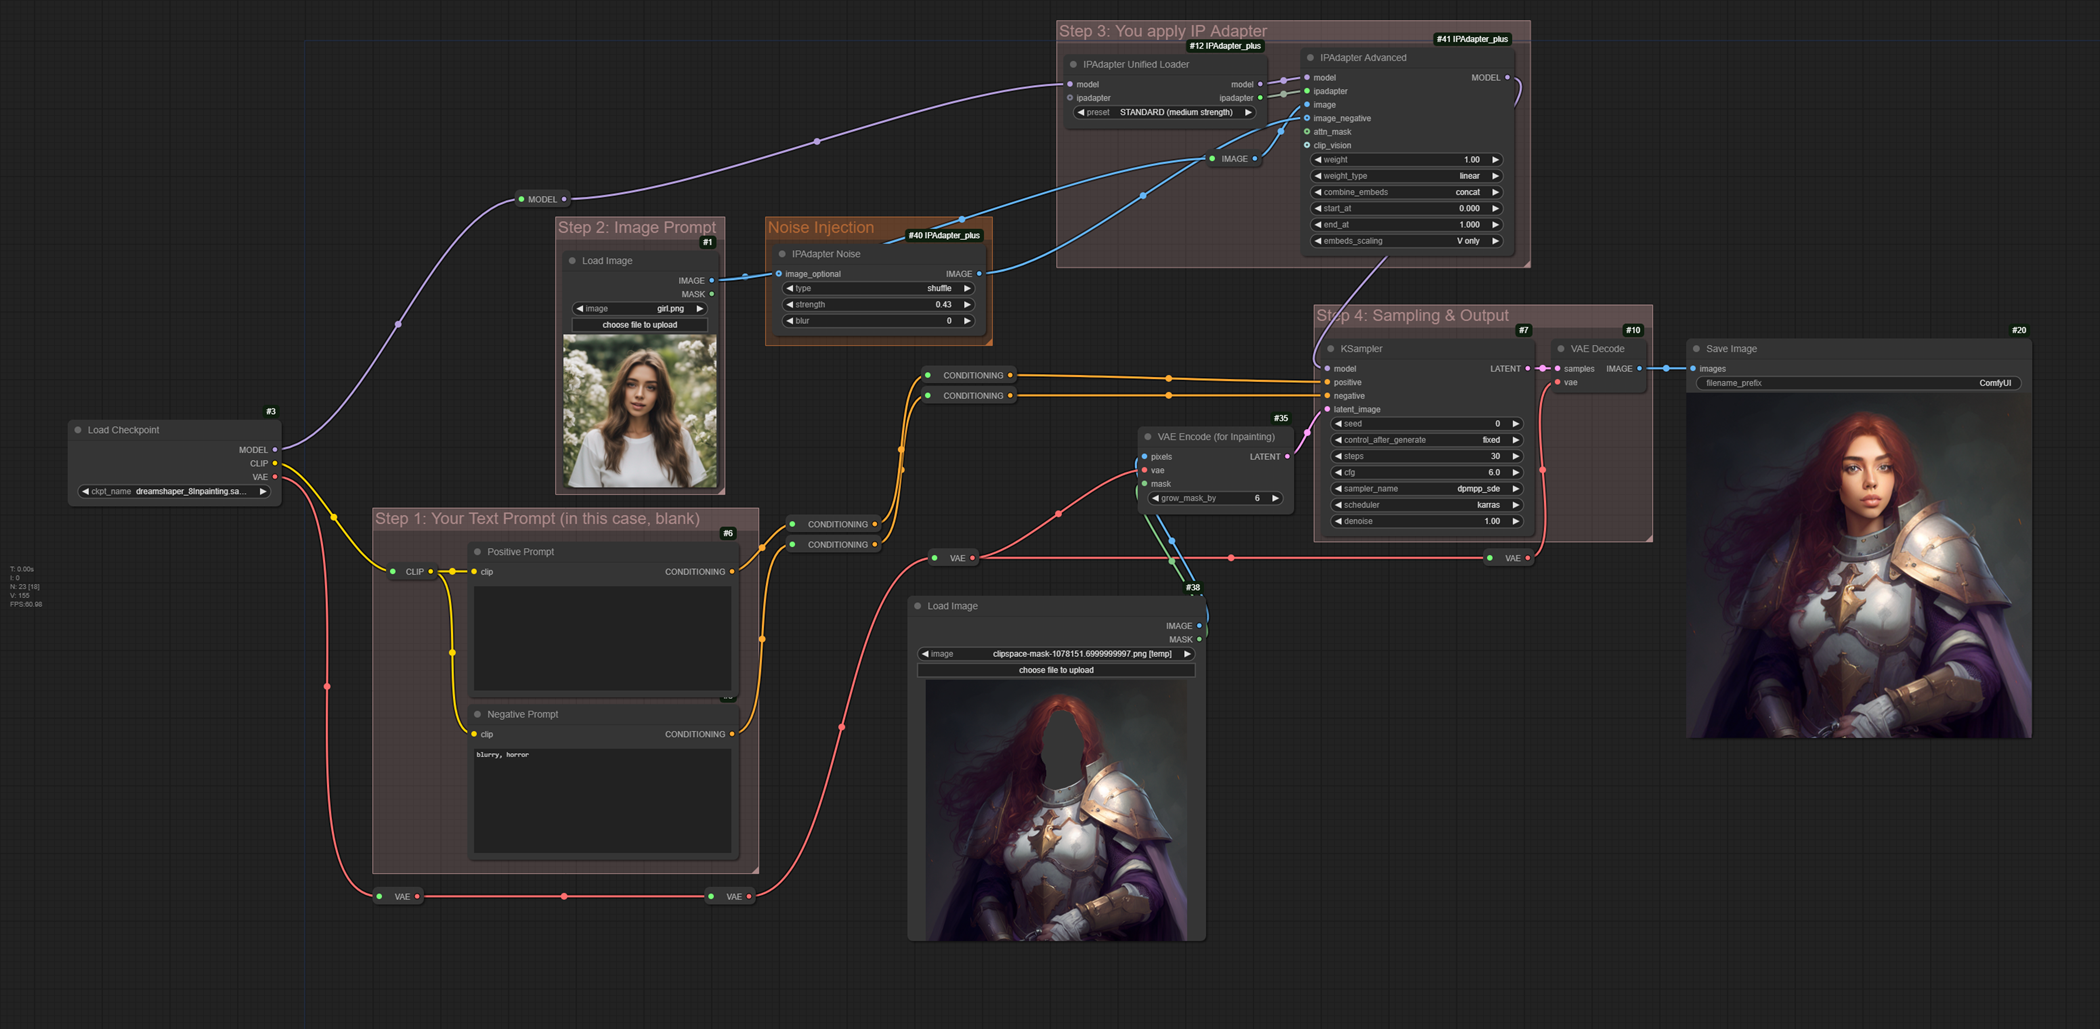 Step 3: You apply IP Adapter
#12 IPAdapter_plus
#41 IPAdapter_plus
IPAdapter Unified Loader
model
model
ipadapter
ipadapter
preset STANDARD (medium strength)
IPAdapter Advanced
model
MODEL
ipadapter
image
image_negative
attn_mask
clip_vision
weight 1.00
weight_type linear
combine_embeds concat
start_at 0.000
end_at 1.000
embeds_scaling V only
IMAGE
MODEL
Step 2: Image Prompt
#1
Load Image
IMAGE
MASK
image girl.png
choose file to upload
Noise Injection
#40 IPAdapter_plus
IPAdapter Noise
image_optional
IMAGE
type shuffle
strength 0.43
blur 0
Step 4: Sampling & Output
#7
#10
KSampler
model
LATENT
positive
negative
latent_image
seed 0
control_after_generate fixed
steps 30
cfg 6.0
sampler_name dpmpp_sde
scheduler karras
denoise 1.00
VAE Decode
samples
IMAGE
vae
#20
Save Image
images
filename_prefix ComfyUI
CONDITIONING
CONDITIONING
#3
Load Checkpoint
MODEL
CLIP
VAE
ckpt_name dreamshaper_8Inpainting.sa...
#35
VAE Encode (for Inpainting)
pixels
LATENT
vae
mask
grow_mask_by 6
Step 1: Your Text Prompt (in this case, blank)
#6
Positive Prompt
CLIP
clip
CONDITIONING
Negative Prompt
clip
CONDITIONING
blurry, horror
CONDITIONING
CONDITIONING
VAE
VAE
T: 0.00s
I: 0
N: 23 [18]
V: 155
FPS:60.98
#38
Load Image
IMAGE
MASK
image clipspace-mask-1078151.6999999997.png [temp]
choose file to upload
VAE
VAE